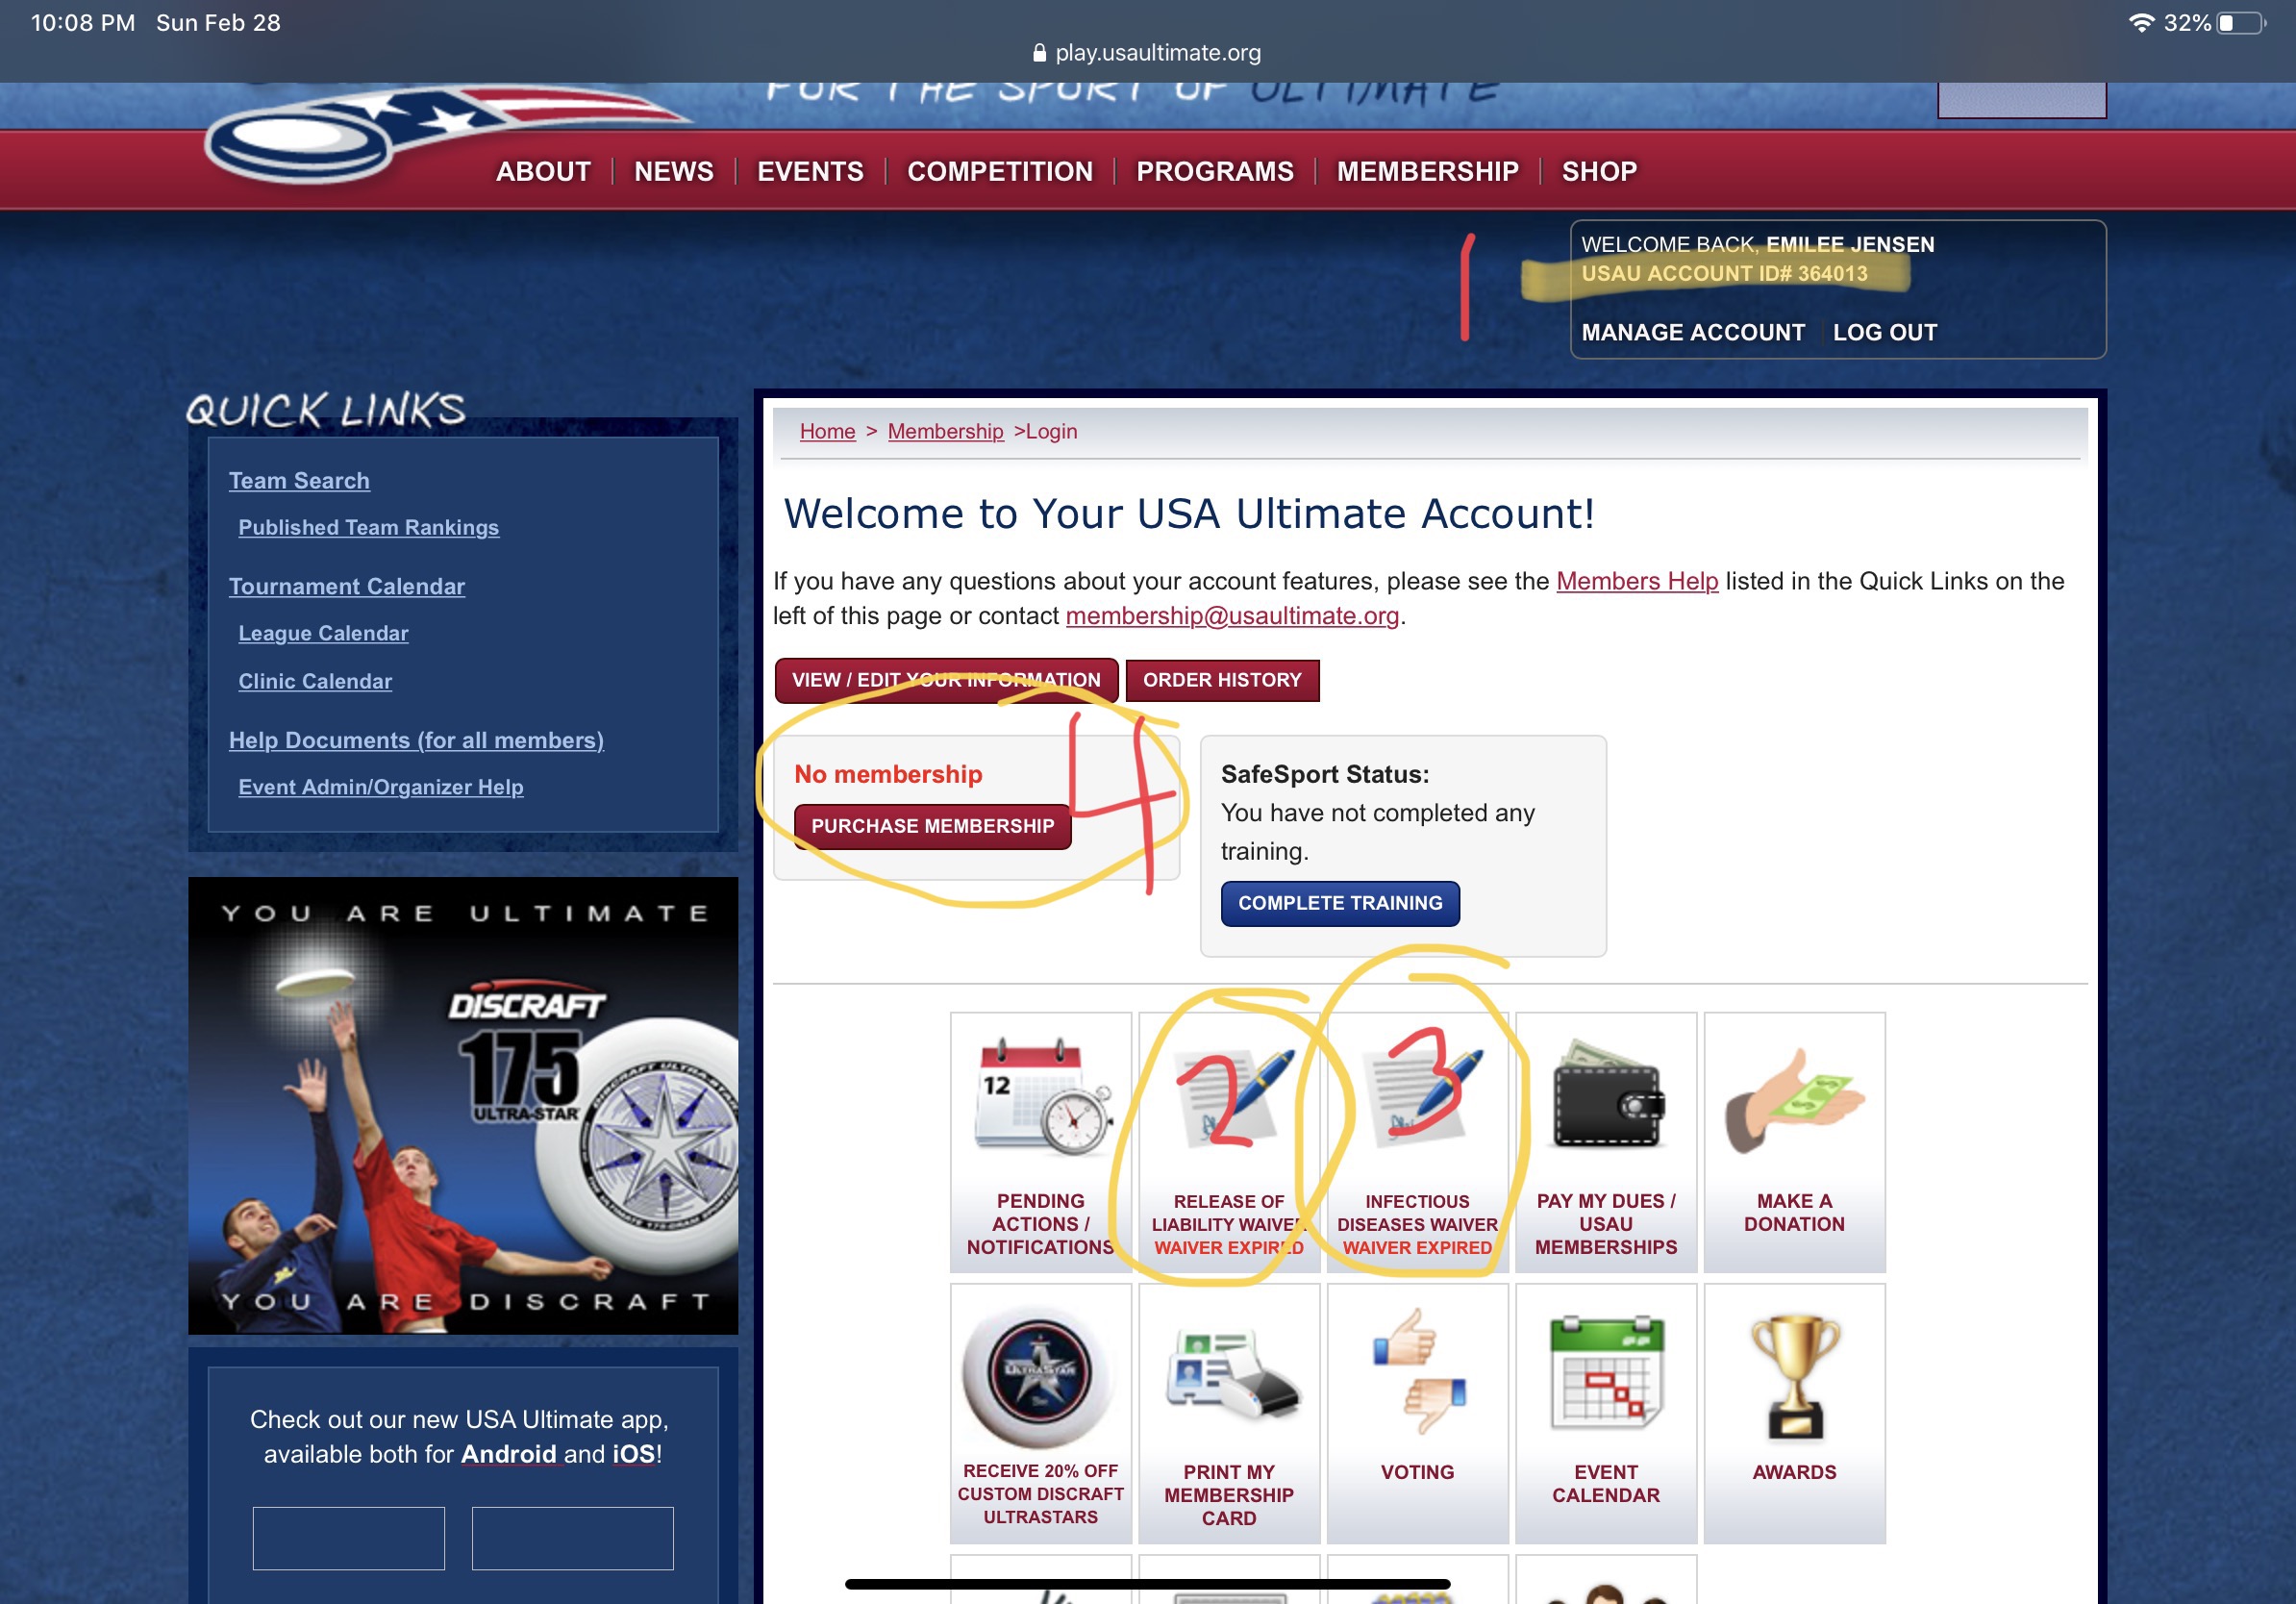 10:08 PM Sun Feb 28
32%
play.usaultimate.org
FOR THE SPORT OF ULTIMATE
ABOUT NEWS EVENTS COMPETITION PROGRAMS MEMBERSHIP SHOP
1
WELCOME BACK, EMILEE JENSEN
USAU ACCOUNT ID# 364013
MANAGE ACCOUNT LOG OUT
QUICK LINKS
Team Search
Published Team Rankings
Tournament Calendar
League Calendar
Clinic Calendar
Help Documents (for all members)
Event Admin/Organizer Help
YOU ARE ULTIMATE
DISCRAFT
175
ULTRA-STAR
DISCRAFT ULTRA-STAR
YOU ARE DISCRAFT
Check out our new USA Ultimate app,
available both for Android and iOS!
Home > Membership >Login
Welcome to Your USA Ultimate Account!
If you have any questions about your account features, please see the Members Help listed in the Quick Links on the
left of this page or contact membership@usaultimate.org.
VIEW / EDIT YOUR INFORMATION ORDER HISTORY
No membership
PURCHASE MEMBERSHIP
4
SafeSport Status:
You have not completed any
training.
COMPLETE TRAINING
12
PENDING
ACTIONS /
NOTIFICATIONS
2
RELEASE OF
LIABILITY WAIVER
WAIVER EXPIRED
3
INFECTIOUS
DISEASES WAIVER
WAIVER EXPIRED
PAY MY DUES /
USAU
MEMBERSHIPS
MAKE A
DONATION
ULTRASTAR
RECEIVE 20% OFF
CUSTOM DISCRAFT
ULTRASTARS
PRINT MY
MEMBERSHIP
CARD
VOTING
EVENT
CALENDAR
AWARDS